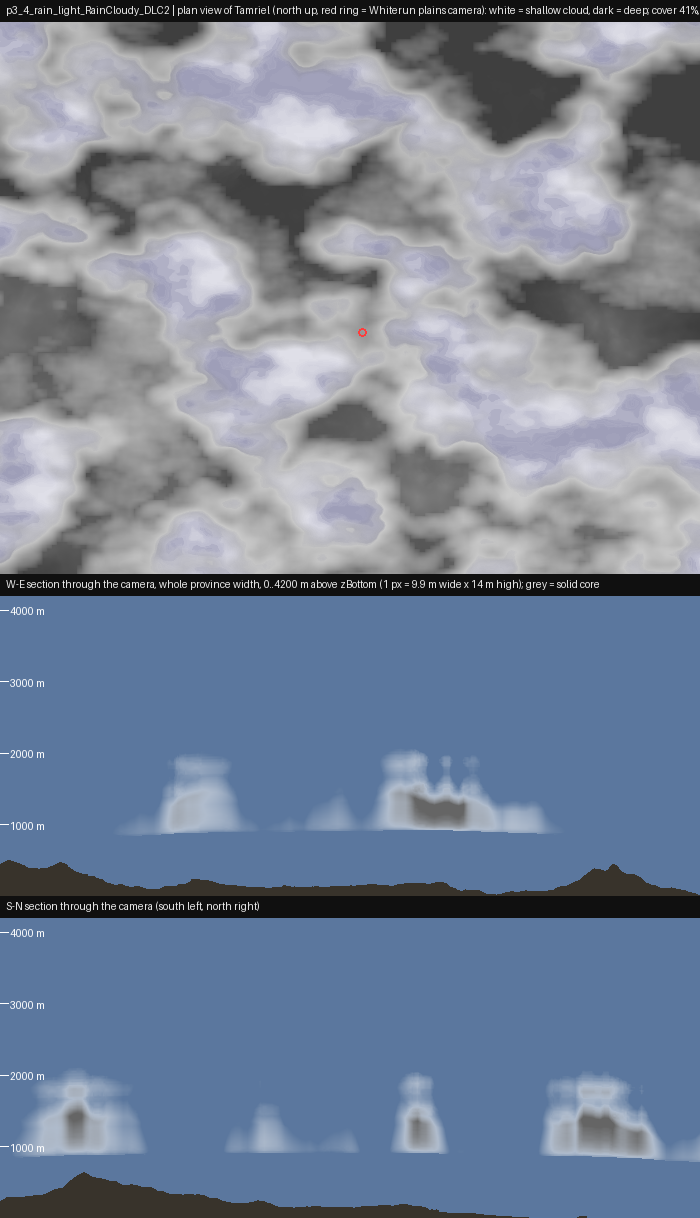 p3_4_rain_light_RainCloudy_DLC2 | plan view of Tamriel (north up, red ring = Whiterun plains camera): white = shallow cloud, dark = deep; cover 41%,
W-E section through the camera, whole province width, 0..4200 m above zBottom (1 px = 9.9 m wide x 14 m high); grey = solid core
4000 m
3000 m
2000 m
1000 m
S-N section through the camera (south left, north right)
4000 m
3000 m
2000 m
1000 m